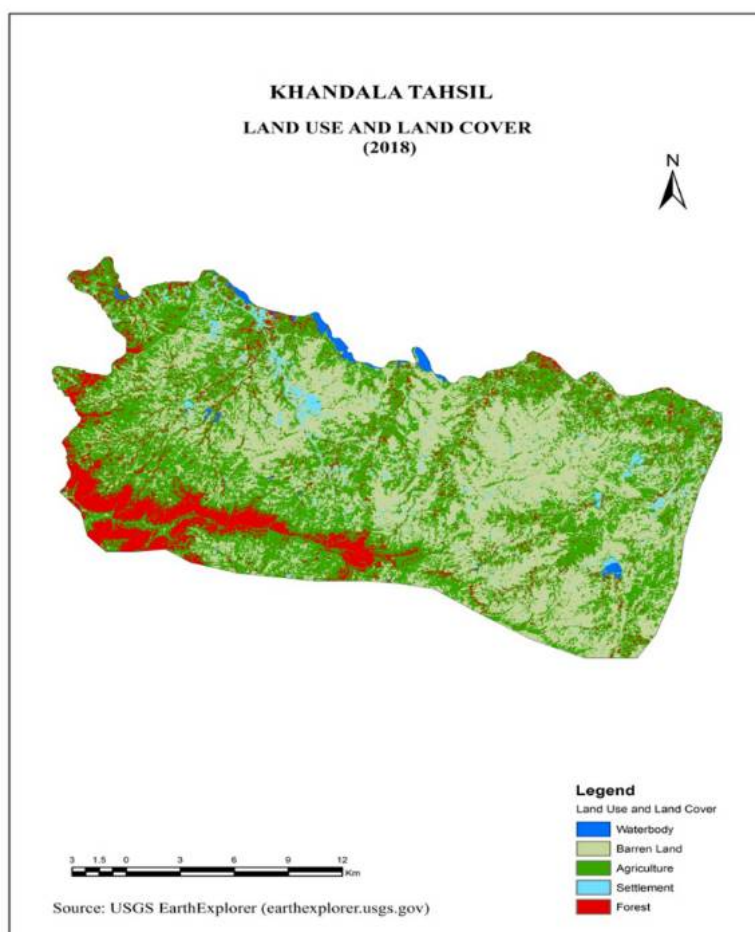 KHANDALA TAHSIL
LAND USE AND LAND COVER
(2018)
N
Legend
Land Use and Land Cover
Waterbody
Barren Land
Agriculture
Settlement
Forest
3 1.5 0 3 6 9 12
Km
Source: USGS EarthExplorer (earthexplorer.usgs.gov)